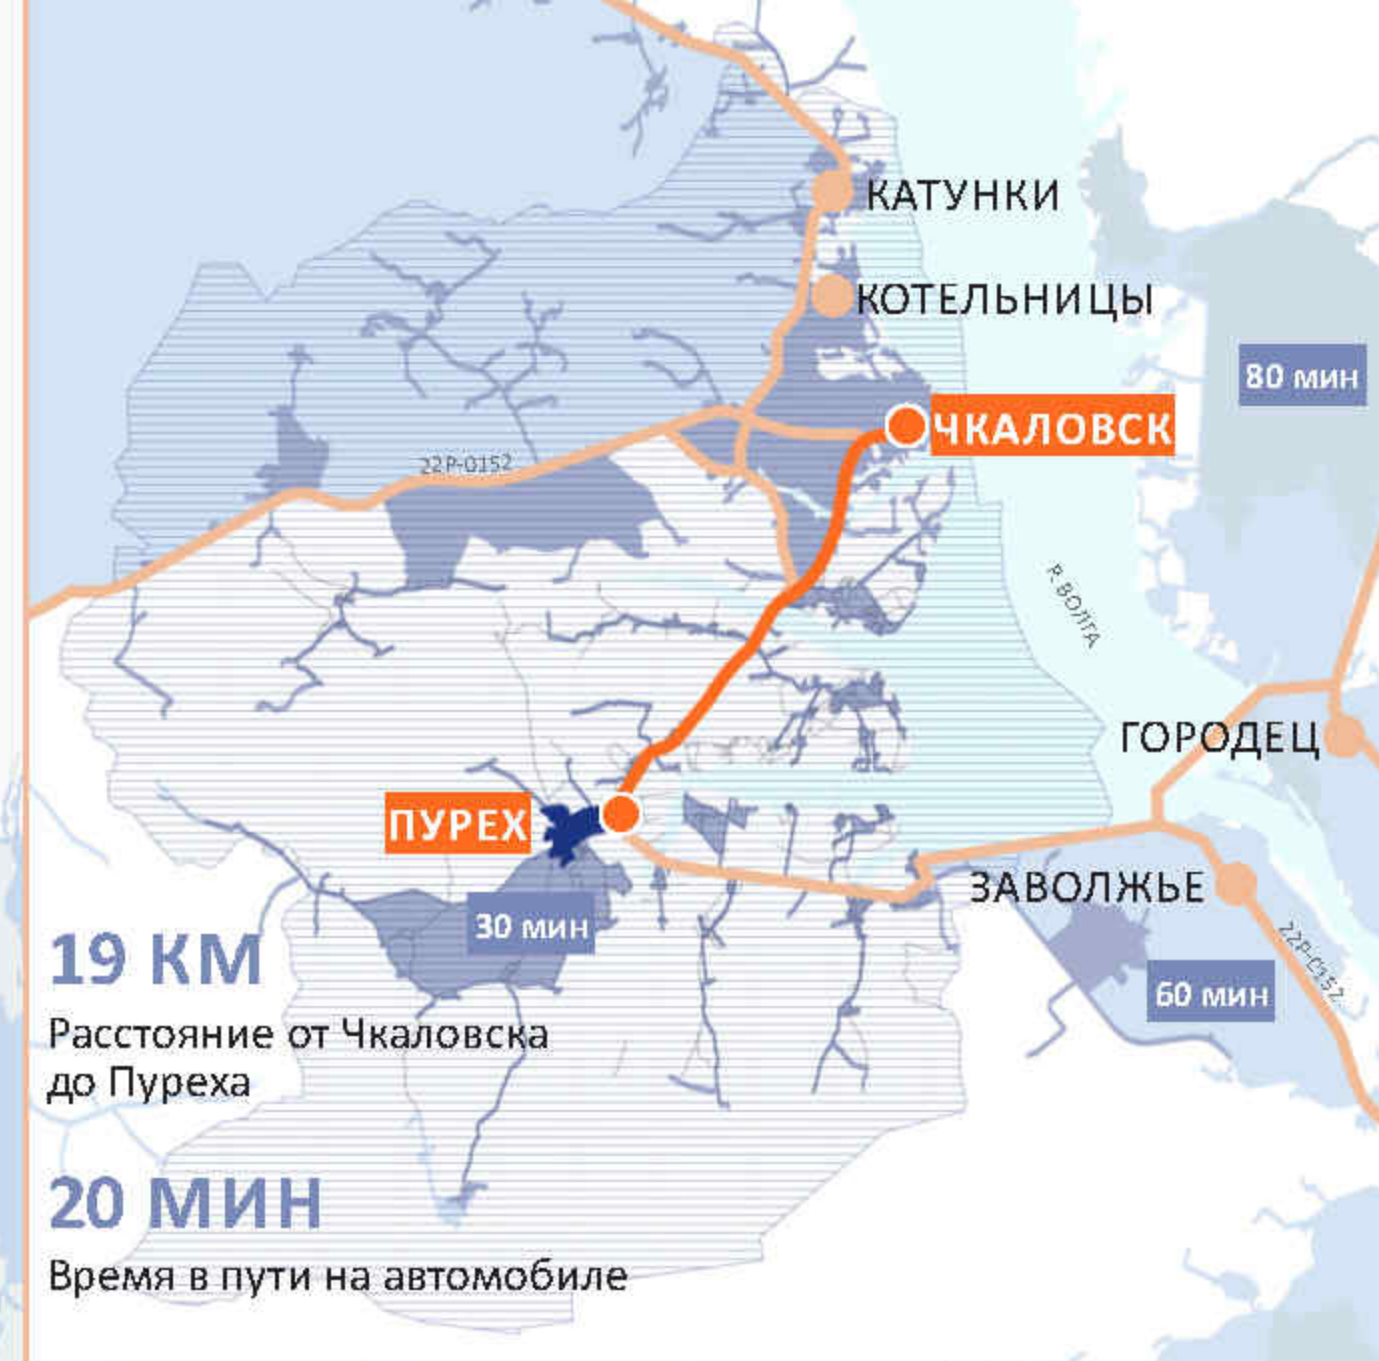 КАТУНКИ
КОТЕЛЬНИЦЫ
80 мин
ЧКАЛОВСК
22Р-0152
Р. ВОЛГА
ГОРОДЕЦ
ПУРЕХ
ЗАВОЛЖЬЕ
30 мин
22Р-0152
60 мин
19 КМ
Расстояние от Чкаловска
до Пуреха
20 МИН
Время в пути на автомобиле